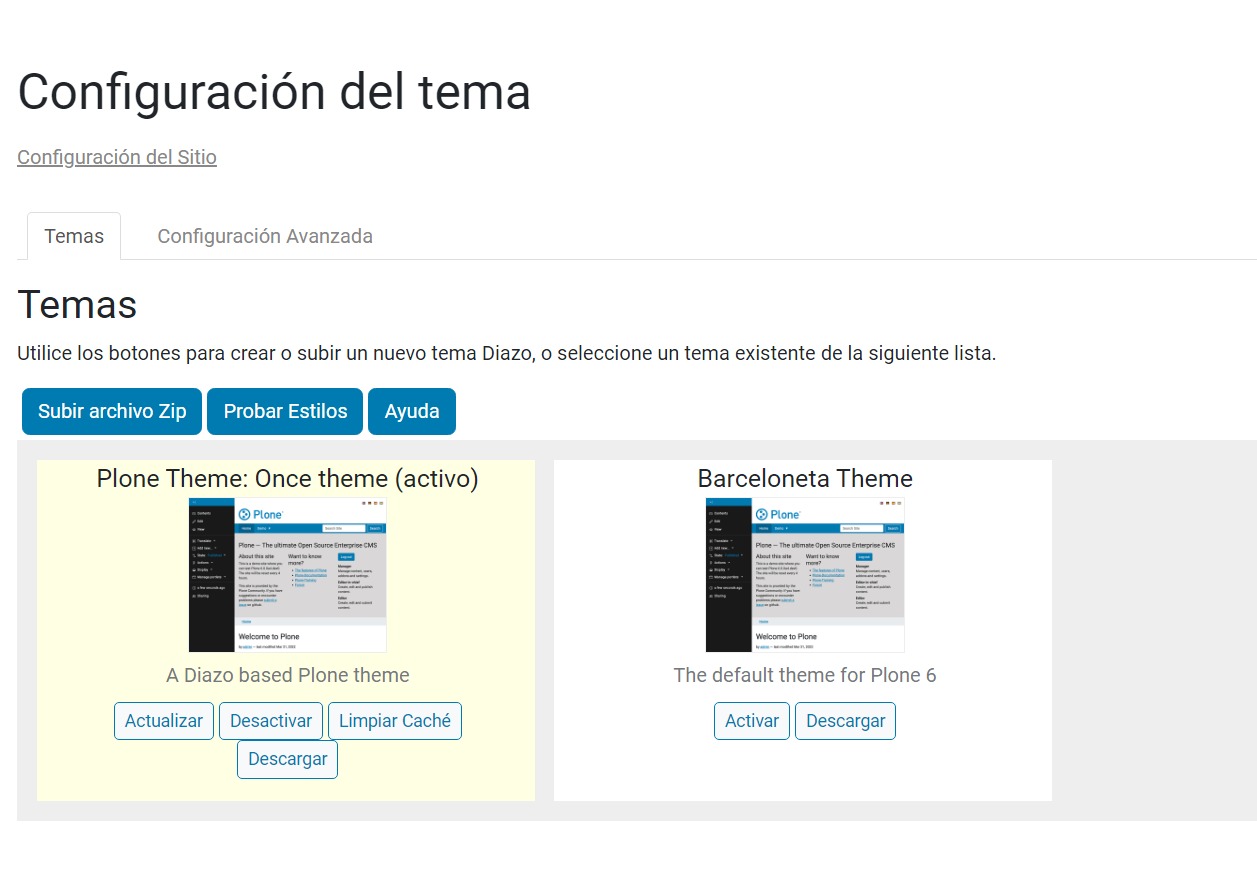 Configuración del tema
Configuración del Sitio
Temas
Configuración Avanzada
Temas
Utilice los botones para crear o subir un nuevo tema Diazo, o seleccione un tema existente de la siguiente lista.
Subir archivo Zip
Probar Estilos
Ayuda
Plone Theme: Once theme (activo)
Plone
Plone — The ultimate Open Source Enterprise CMS
About this site
Want to know
more?
Welcome to Plone
A Diazo based Plone theme
Actualizar
Desactivar
Limpiar Caché
Descargar
Barceloneta Theme
Plone
Plone — The ultimate Open Source Enterprise CMS
About this site
Want to know
more?
Welcome to Plone
The default theme for Plone 6
Activar
Descargar